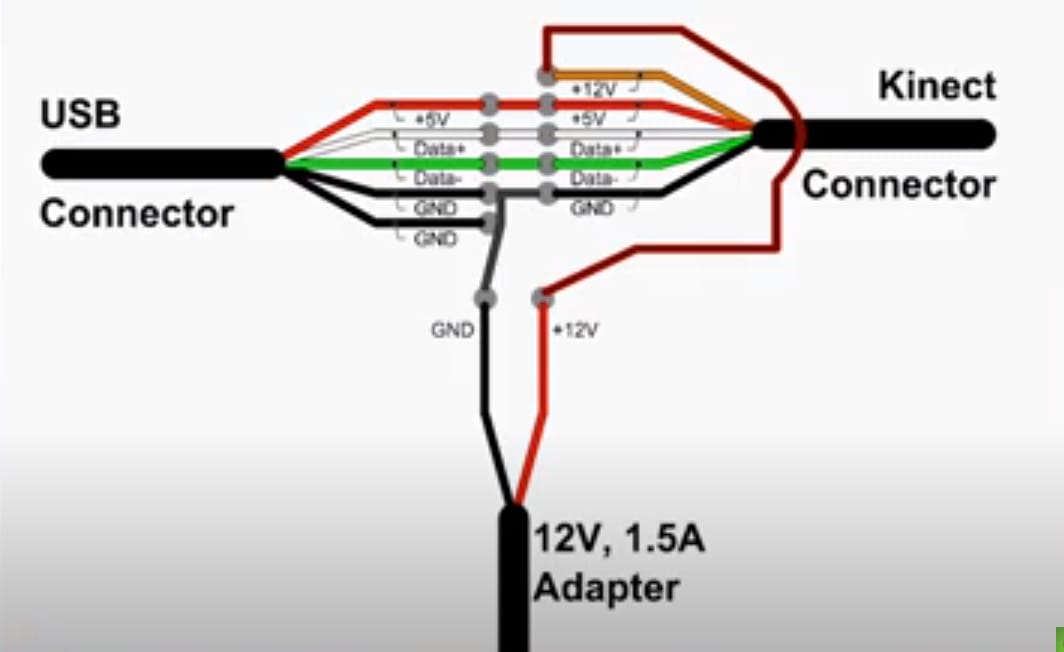 USB
Connector
+5V
Data+
Data-
GND
GND
+12V
+5V
Data+
Data-
GND
Kinect
Connector
GND
+12V
12V, 1.5A
Adapter